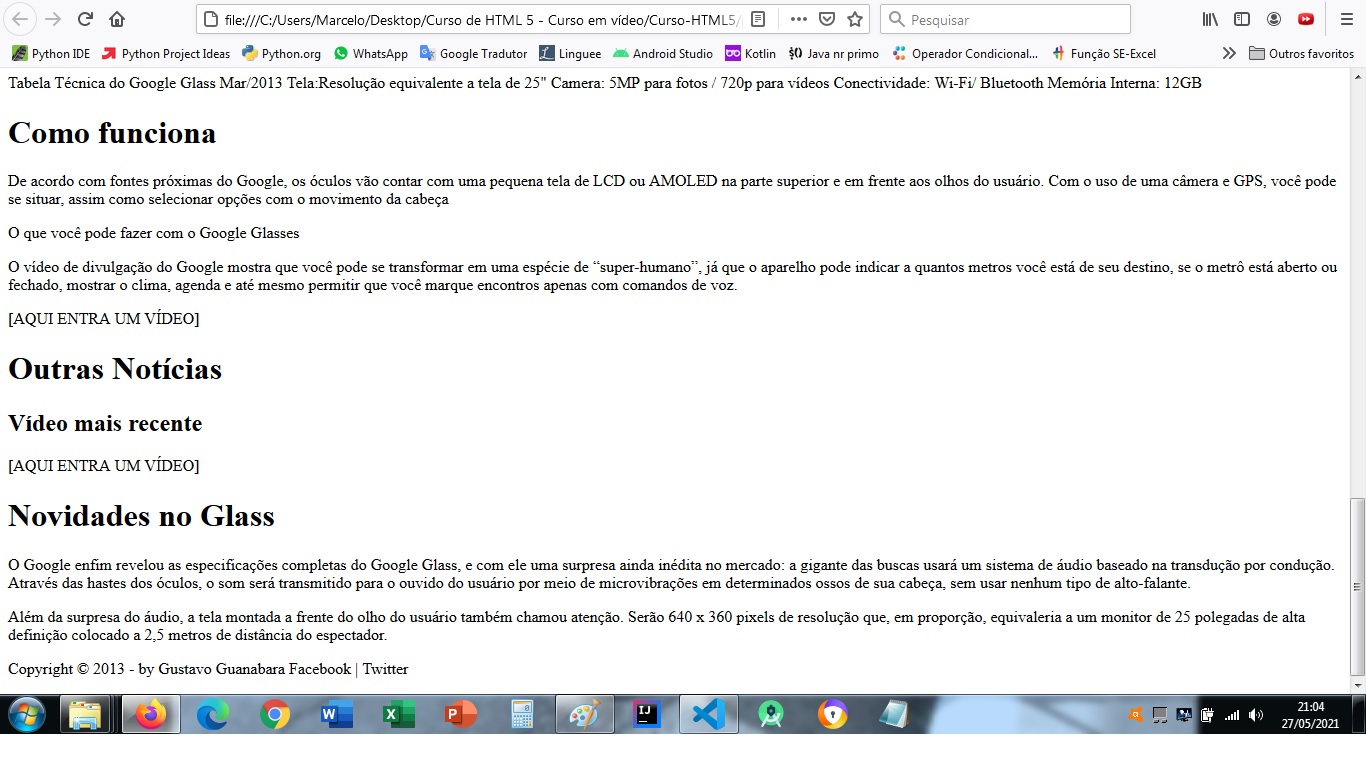 file:///C:/Users/Marcelo/Desktop/Curso de HTML 5 - Curso em vídeo/Curso-HTML5/
Pesquisar
Python IDE
Python Project Ideas
Python.org
WhatsApp
Google Tradutor
Linguee
Android Studio
Kotlin
Java nr primo
Operador Condicional...
Função SE-Excel
Outros favoritos
Tabela Técnica do Google Glass Mar/2013 Tela:Resolução equivalente a tela de 25" Camera: 5MP para fotos / 720p para vídeos Conectividade: Wi-Fi/ Bluetooth Memória Interna: 12GB
Como funciona
De acordo com fontes próximas do Google, os óculos vão contar com uma pequena tela de LCD ou AMOLED na parte superior e em frente aos olhos do usuário. Com o uso de uma câmera e GPS, você pode
se situar, assim como selecionar opções com o movimento da cabeça
O que você pode fazer com o Google Glasses
O vídeo de divulgação do Google mostra que você pode se transformar em uma espécie de “super-humano”, já que o aparelho pode indicar a quantos metros você está de seu destino, se o metrô está aberto ou
fechado, mostrar o clima, agenda e até mesmo permitir que você marque encontros apenas com comandos de voz.
[AQUI ENTRA UM VÍDEO]
Outras Notícias
Vídeo mais recente
[AQUI ENTRA UM VÍDEO]
Novidades no Glass
O Google enfim revelou as especificações completas do Google Glass, e com ele uma surpresa ainda inédita no mercado: a gigante das buscas usará um sistema de áudio baseado na transdução por condução.
Através das hastes dos óculos, o som será transmitido para o ouvido do usuário por meio de microvibrações em determinados ossos de sua cabeça, sem usar nenhum tipo de alto-falante.
Além da surpresa do áudio, a tela montada a frente do olho do usuário também chamou atenção. Serão 640 x 360 pixels de resolução que, em proporção, equivaleria a um monitor de 25 polegadas de alta
definição colocado a 2,5 metros de distância do espectador.
Copyright © 2013 - by Gustavo Guanabara Facebook | Twitter
21:04
27/05/2021